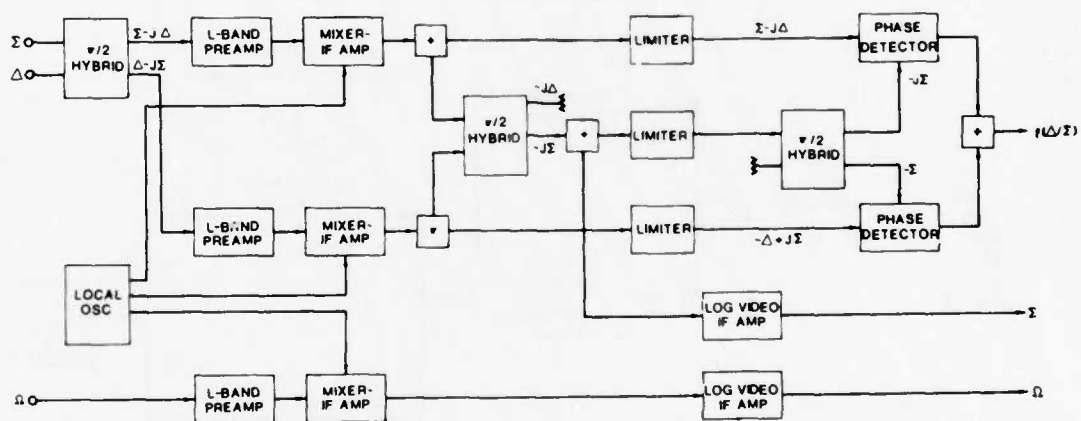 Σ
Δ
π/2
HYBRID
Σ-JΔ
Δ-JΣ
L-BAND
PREAMP
MIXER-
IF AMP
+
LIMITER
Σ-JΔ
PHASE
DETECTOR
-JΣ
π/2
HYBRID
-JΔ
-JΣ
+
LIMITER
π/2
HYBRID
-Σ
+
f(Δ/Σ)
L-BAND
PREAMP
MIXER-
IF AMP
LIMITER
-Δ+JΣ
PHASE
DETECTOR
LOCAL
OSC
LOG VIDEO
IF AMP
Σ
Ω
L-BAND
PREAMP
MIXER-
IF AMP
LOG VIDEO
IF AMP
Ω